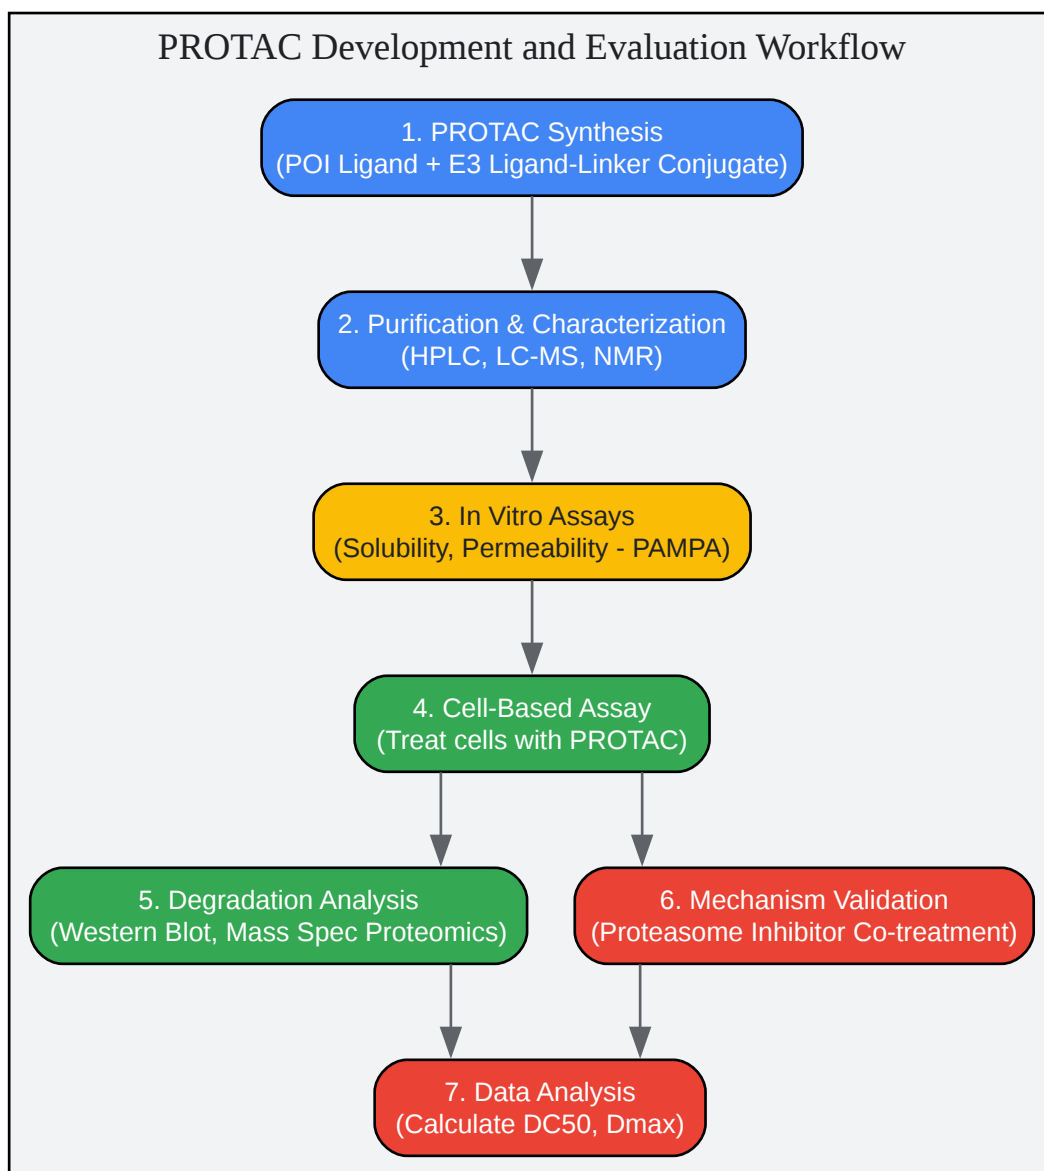 PROTAC Development and Evaluation Workflow
1. PROTAC Synthesis
(POI Ligand + E3 Ligand-Linker Conjugate)
2. Purification & Characterization
(HPLC, LC-MS, NMR)
3. In Vitro Assays
(Solubility, Permeability - PAMPA)
4. Cell-Based Assay
(Treat cells with PROTAC)
5. Degradation Analysis
(Western Blot, Mass Spec Proteomics)
6. Mechanism Validation
(Proteasome Inhibitor Co-treatment)
7. Data Analysis
(Calculate DC50, Dmax)